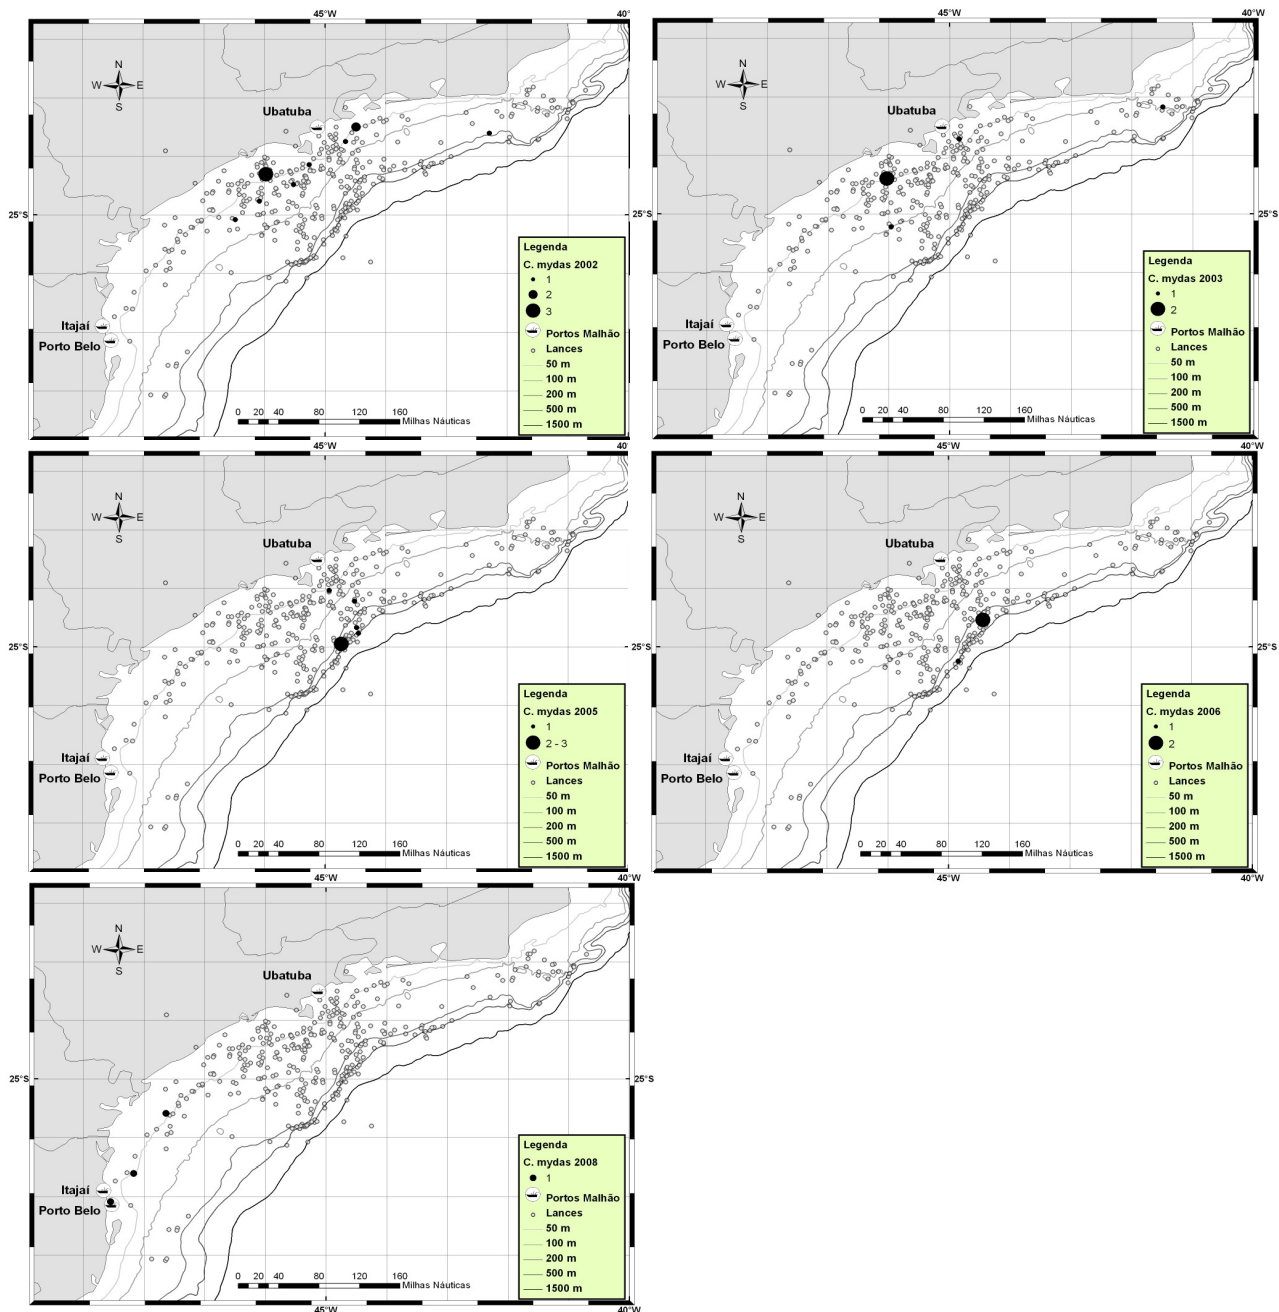 45°W
40°
N
W E
S
Ubatuba
25°S
Itajaí
Porto Belo
Legenda
C. mydas 2002
1
2
3
Portos Malhão
Lances
50 m
100 m
200 m
500 m
1500 m
0 20 40 80 120 160
Milhas Náuticas
45°W
45°W
40°W
N
W E
S
Ubatuba
25°S
Itajaí
Porto Belo
Legenda
C. mydas 2003
1
2
Portos Malhão
Lances
50 m
100 m
200 m
500 m
1500 m
0 20 40 80 120 160
Milhas Náuticas
45°W
40°W
N
W E
S
Ubatuba
25°S
25°S
Itajaí
Porto Belo
Legenda
C. mydas 2005
1
2 - 3
Portos Malhão
Lances
50 m
100 m
200 m
500 m
1500 m
0 20 40 80 120 160
Milhas Náuticas
45°W
40°W
N
W E
S
Ubatuba
25°S
Itajaí
Porto Belo
Legenda
C. mydas 2006
1
2
Portos Malhão
Lances
50 m
100 m
200 m
500 m
1500 m
0 20 40 80 120 160
Milhas Náuticas
45°W
40°W
N
W E
S
Ubatuba
25°S
25°S
Itajaí
Porto Belo
Legenda
C. mydas 2008
1
Portos Malhão
Lances
50 m
100 m
200 m
500 m
1500 m
0 20 40 80 120 160
Milhas Náuticas
45°W
40°W